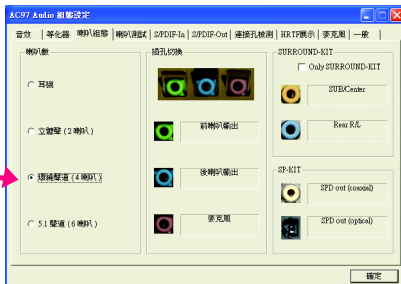 AC97 Audio 組態設定
音效 等化器 喇叭組態 喇叭測試 S/PDIF-In S/PDIF-Out 連接孔檢測 HRTF展示 麥克風 一般
喇叭數
耳機
立體聲 (2 喇叭)
環繞聲道 (4 喇叭)
5.1 聲道 (6 喇叭)
插孔切換
前喇叭輸出
後喇叭輸出
麥克風
SURROUND-KIT
Only SURROUND-KIT
SUB/Center
Rear R/L
SP-KIT
SPD out (coaxial)
SPD out (optical)
確定